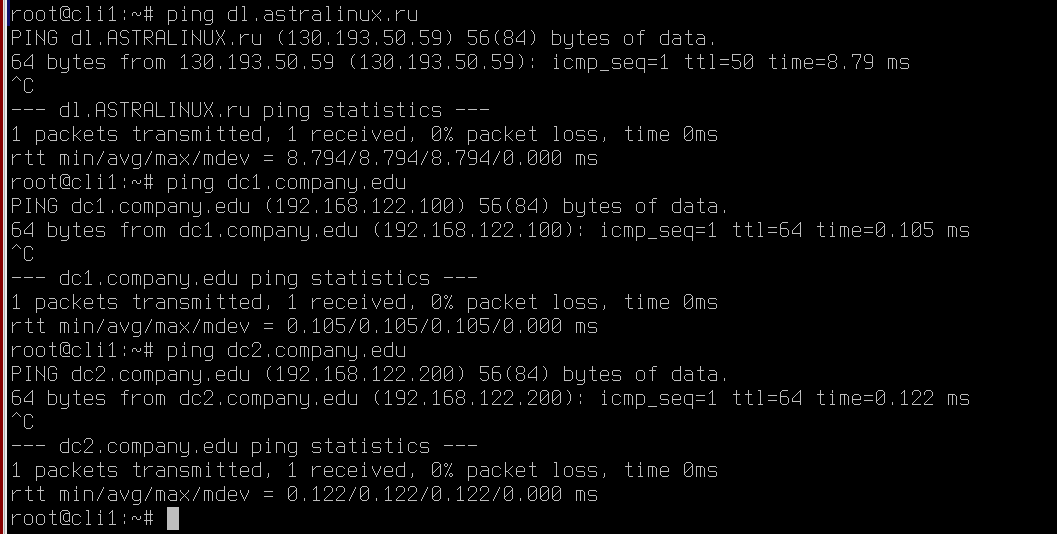 root@cli1:~# ping dl.astralinux.ru
PING dl.ASTRALINUX.ru (130.193.50.59) 56(84) bytes of data.
64 bytes from 130.193.50.59 (130.193.50.59): icmp_seq=1 ttl=50 time=8.79 ms
^C
--- dl.ASTRALINUX.ru ping statistics ---
1 packets transmitted, 1 received, 0% packet loss, time 0ms
rtt min/avg/max/mdev = 8.794/8.794/8.794/0.000 ms
root@cli1:~# ping dc1.company.edu
PING dc1.company.edu (192.168.122.100) 56(84) bytes of data.
64 bytes from dc1.company.edu (192.168.122.100): icmp_seq=1 ttl=64 time=0.105 ms
^C
--- dc1.company.edu ping statistics ---
1 packets transmitted, 1 received, 0% packet loss, time 0ms
rtt min/avg/max/mdev = 0.105/0.105/0.105/0.000 ms
root@cli1:~# ping dc2.company.edu
PING dc2.company.edu (192.168.122.200) 56(84) bytes of data.
64 bytes from dc2.company.edu (192.168.122.200): icmp_seq=1 ttl=64 time=0.122 ms
^C
--- dc2.company.edu ping statistics ---
1 packets transmitted, 1 received, 0% packet loss, time 0ms
rtt min/avg/max/mdev = 0.122/0.122/0.122/0.000 ms
root@cli1:~#